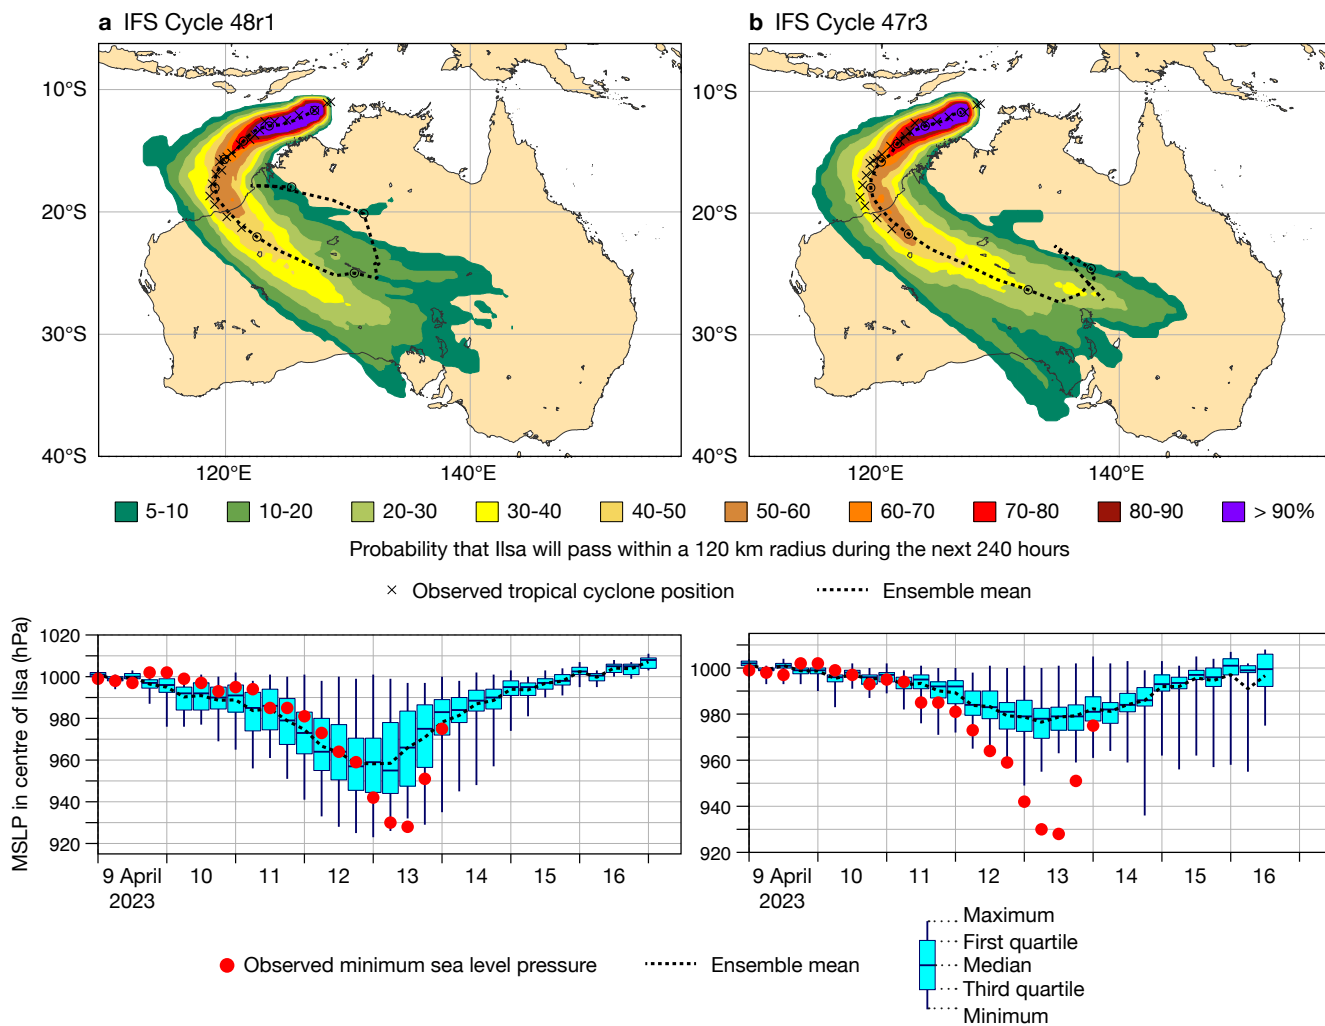 a IFS Cycle 48r1
b IFS Cycle 47r3
10°S
20°S
30°S
40°S
120°E
140°E
10°S
20°S
30°S
40°S
120°E
140°E
5-10
10-20
20-30
30-40
40-50
50-60
60-70
70-80
80-90
> 90%
Probability that Ilsa will pass within a 120 km radius during the next 240 hours
× Observed tropical cyclone position
Ensemble mean
MSLP in centre of Ilsa (hPa)
1020
1000
980
960
940
920
9 April
2023
10
11
12
13
14
15
16
1000
980
960
940
920
9 April
2023
10
11
12
13
14
15
16
Observed minimum sea level pressure
Ensemble mean
Maximum
First quartile
Median
Third quartile
Minimum